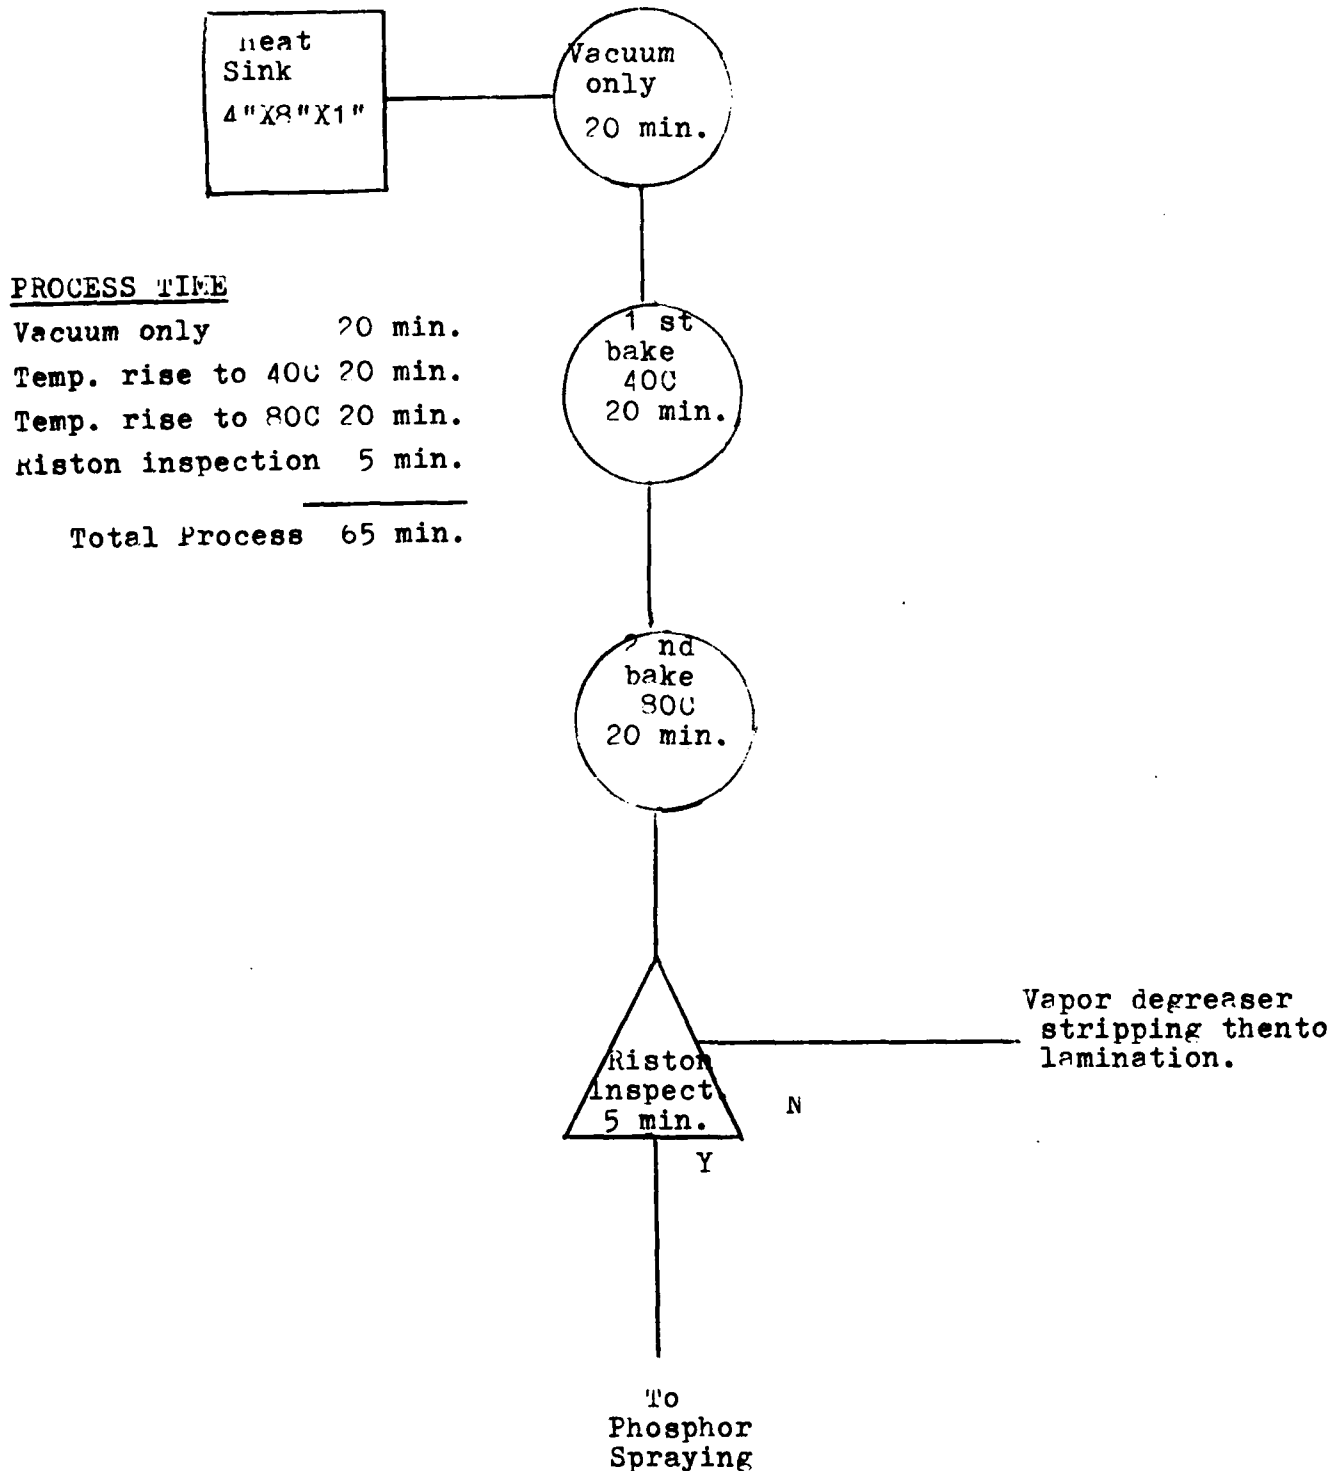 Heat
Sink
4"X8"X1"
Vacuum
only
20 min.
PROCESS TIME
Vacuum only 20 min.
Temp. rise to 40C 20 min.
Temp. rise to 80C 20 min.
Riston inspection 5 min.
Total Process 65 min.
1 st
bake
40C
20 min.
2 nd
bake
80C
20 min.
Riston
Inspect.
5 min.
N
Y
Vapor degreaser
stripping thento
lamination.
To
Phosphor
Spraying